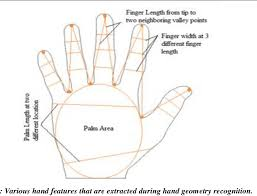 Finger Length from tip to
two neighboring valley points
Finger width at 3
different finger
length
Palm Length at two
different location
Palm Area
: Various hand features that are extracted during hand geometry recognition.